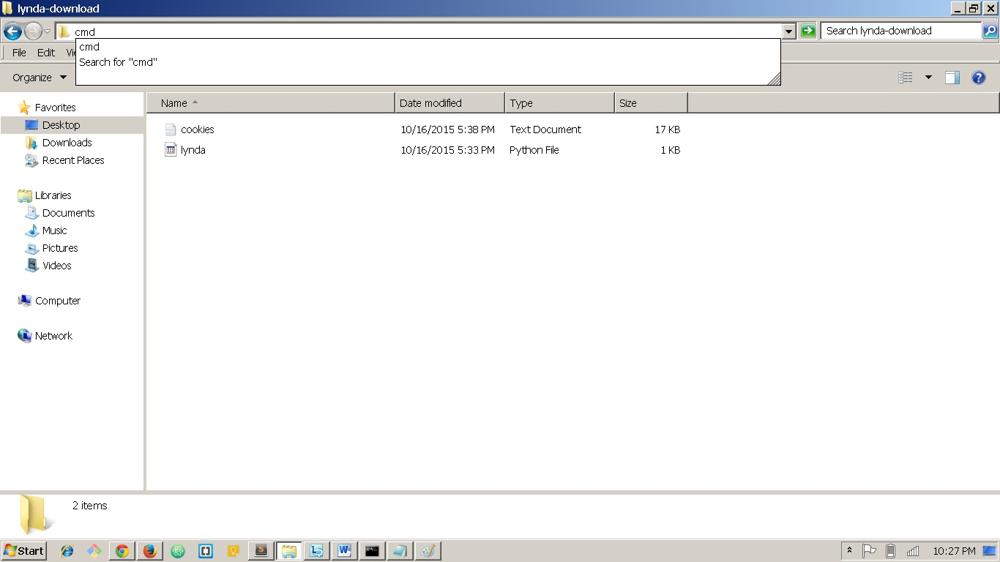 lynda-download
cmd
Search lynda-download
cmd
Search for "cmd"
File Edit Vi
Organize
Name Date modified Type Size
cookies 10/16/2015 5:38 PM Text Document 17 KB
lynda 10/16/2015 5:33 PM Python File 1 KB
Favorites
Desktop
Downloads
Recent Places
Libraries
Documents
Music
Pictures
Videos
Computer
Network
2 items
Start
10:27 PM